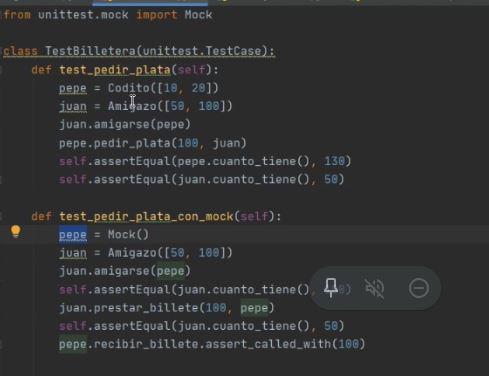 from unittest.mock import Mock
class TestBilletera(unittest.TestCase):
def test_pedir_plata(self):
pepe = Codito([10, 20])
juan = Amigazo([50, 100])
juan.amigarse(pepe)
pepe.pedir_plata(100, juan)
self.assertEqual(pepe.cuanto_tiene(), 130)
self.assertEqual(juan.cuanto_tiene(), 50)
def test_pedir_plata_con_mock(self):
pepe = Mock()
juan = Amigazo([50, 100])
juan.amigarse(pepe)
self.assertEqual(juan.cuanto_tiene(),
juan.prestar_billete(100, pepe)
self.assertEqual(juan.cuanto_tiene(), 50)
pepe.recibir_billete.assert_called_with(100)